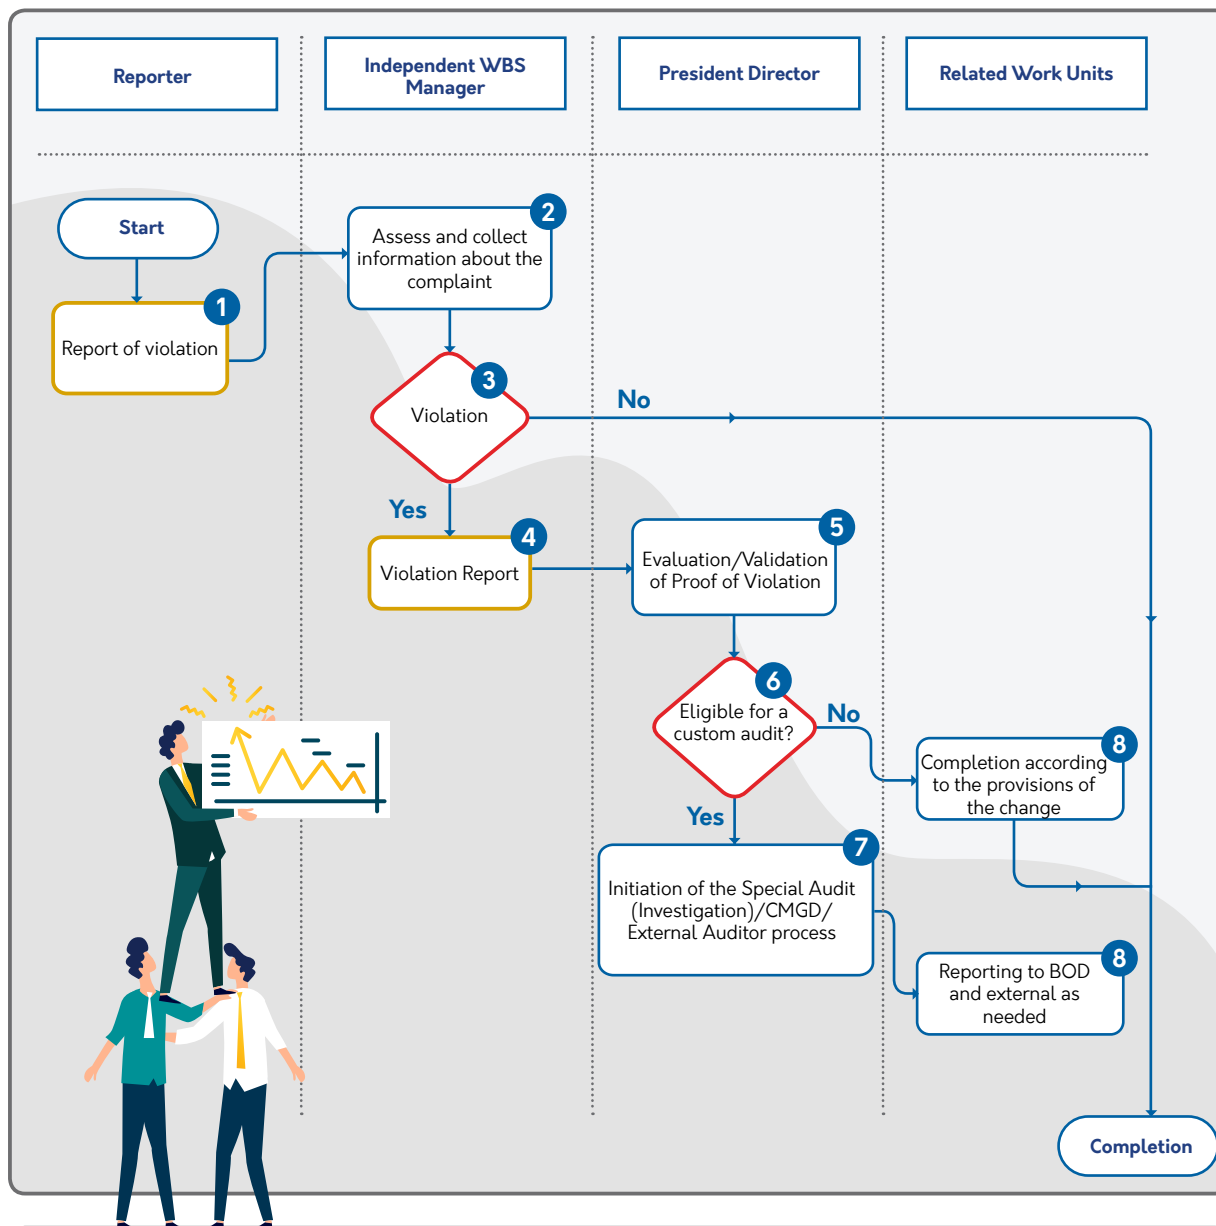 Reporter
Independent WBS
Manager
President Director
Related Work Units
Start
1
Report of violation
2
Assess and collect
information about the
complaint
3
Violation
No
Yes
4
Violation Report
5
Evaluation/Validation
of Proof of Violation
6
Eligible for a
custom audit?
No
Yes
8
Completion according
to the provisions of
the change
7
Initiation of the Special Audit
(Investigation)/CMGD/
External Auditor process
8
Reporting to BOD
and external as
needed
Completion